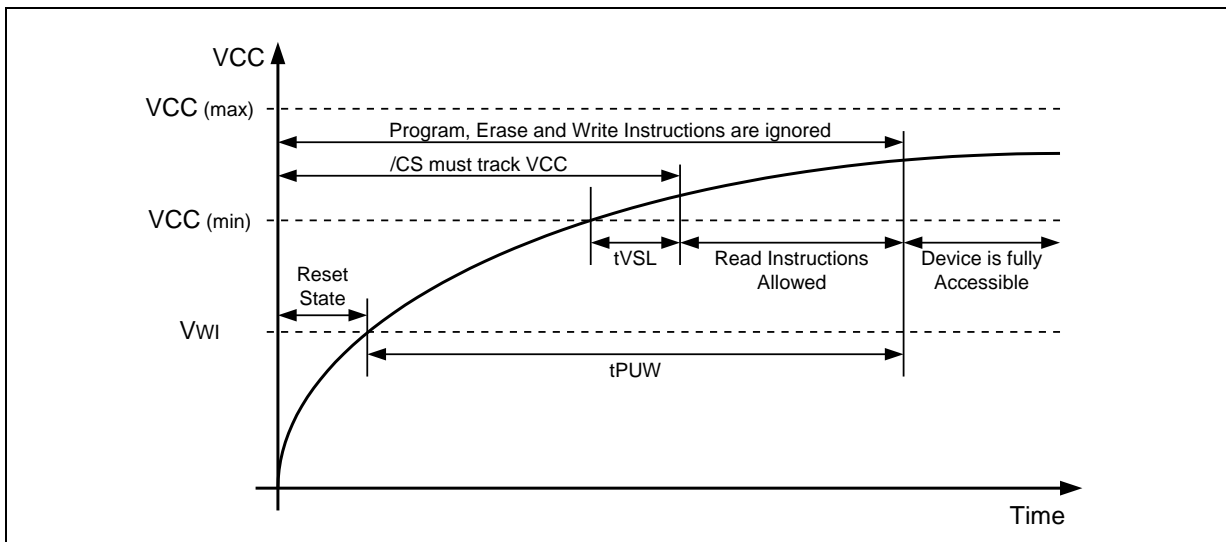 VCC
VCC (max)
Program, Erase and Write Instructions are ignored
/CS must track VCC
VCC (min)
tVSL
Read Instructions
Allowed
Device is fully
Accessible
Reset
State
VWI
tPUW
Time